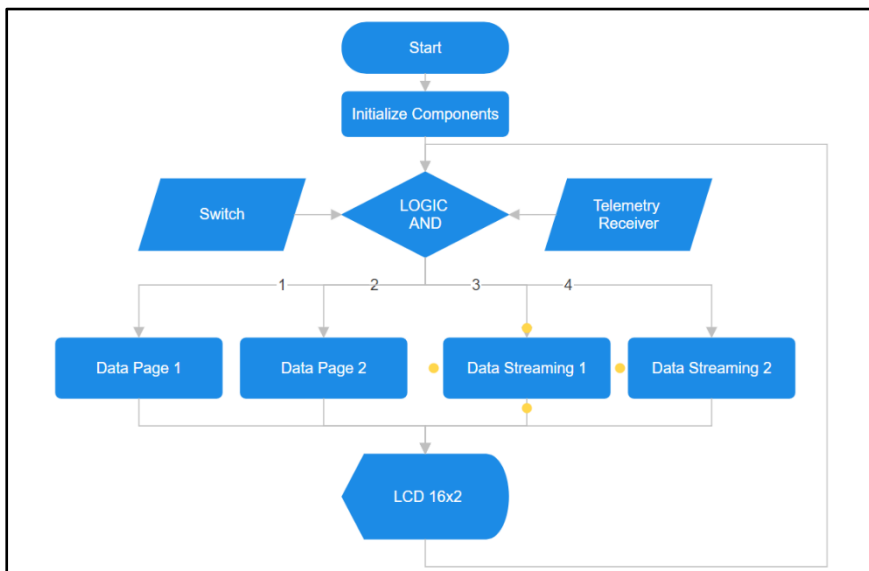 Start
Initialize Components
Switch
LOGIC
AND
Telemetry
Receiver
1
2
3
4
Data Page 1
Data Page 2
Data Streaming 1
Data Streaming 2
LCD 16x2